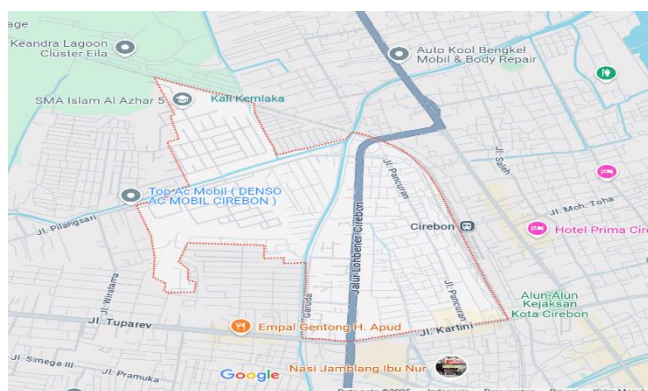 age
Keandra Lagoon
Cluster Eila
Auto Kool Bengkel
Mobil & Body Repair
SMA Islam Al Azhar 5
Kali Kemlaka
Jl. Saleh
Jl. Pancuran
Top Ac Mobil ( DENSO
AC MOBIL CIREBON )
Jl. Moh. Toha
Jl. Pilangsari
Cirebon
Hotel Prima Cire
Jalur Lohbener-Cirebon
Jl. Wiratama
Garuda
Jl. Pancuran
Alun-Alun
Kejaksan
Kota Cirebon
Jl. Tuparev
Empal Gentong H. Apud
Jl. Kartini
Jl. Simega III
Jl. Pramuka
Google
Nasi Jamblang Ibu Nur